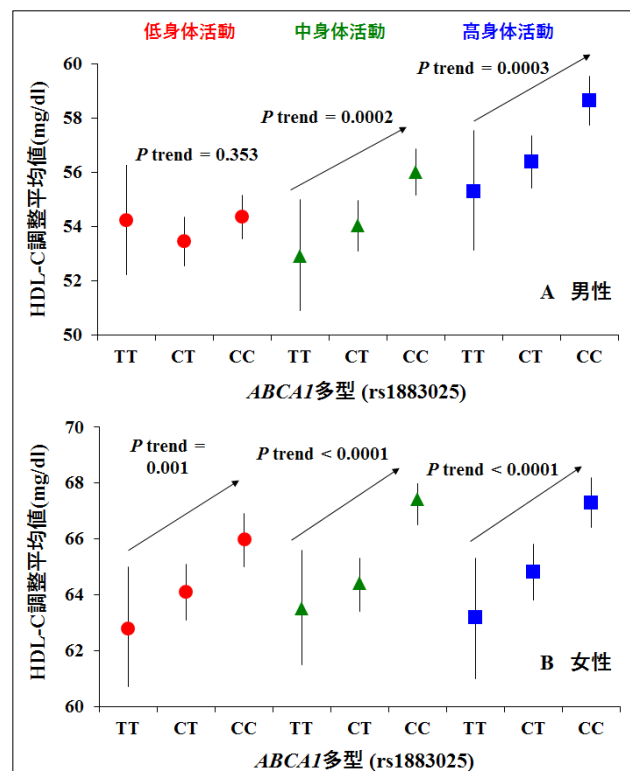 低身体活動 中身体活動 高身体活動
HDL-C調整平均値(mg/dl)
60
58
56
54
52
50
P trend = 0.353
P trend = 0.0002
P trend = 0.0003
A 男性
TT CT CC TT CT CC TT CT CC
ABCA1多型 (rs1883025)
HDL-C調整平均値(mg/dl)
70
68
66
64
62
60
P trend =
0.001
P trend < 0.0001
P trend < 0.0001
B 女性
TT CT CC TT CT CC TT CT CC
ABCA1多型 (rs1883025)